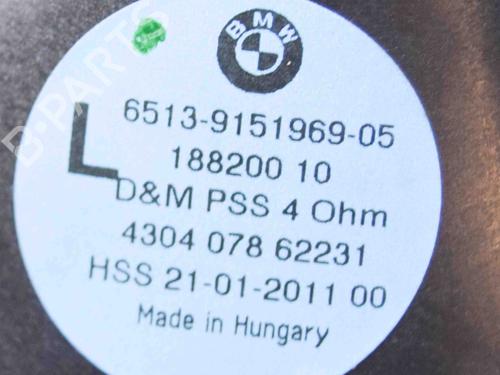 BMW
6513-9151969-05
L
188200 10
D&M PSS 4 Ohm
4304 078 62231
HSS 21-01-2011 00
Made in Hungary
B-PARTS